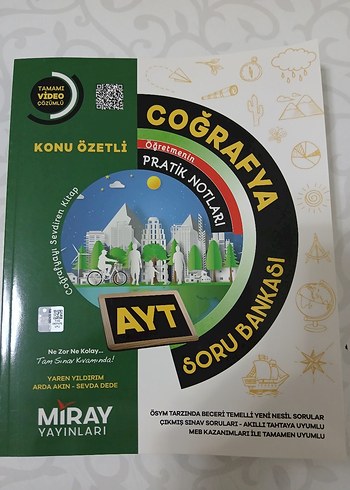 TAMAMI
VİDEO
ÇÖZÜMLÜ
KONU ÖZETLİ
COĞRAFYA
Öğretmenin
PRATİK NOTLARI
Coğrafyayı Sevdiren Kitap
AYT
SORU BANKASI
Ne Zor Ne Kolay...
Tam Sınav Kıvamında!
YAREN YILDIRIM
ARDA AKIN - SEVDA DEDE
MİRAY
YAYINLARI
ÖSYM TARZINDA BECERİ TEMELLİ YENİ NESİL SORULAR
ÇIKMIŞ SINAV SORULARI - AKILLI TAHTAYA UYUMLU
MEB KAZANIMLARI İLE TAMAMEN UYUMLU